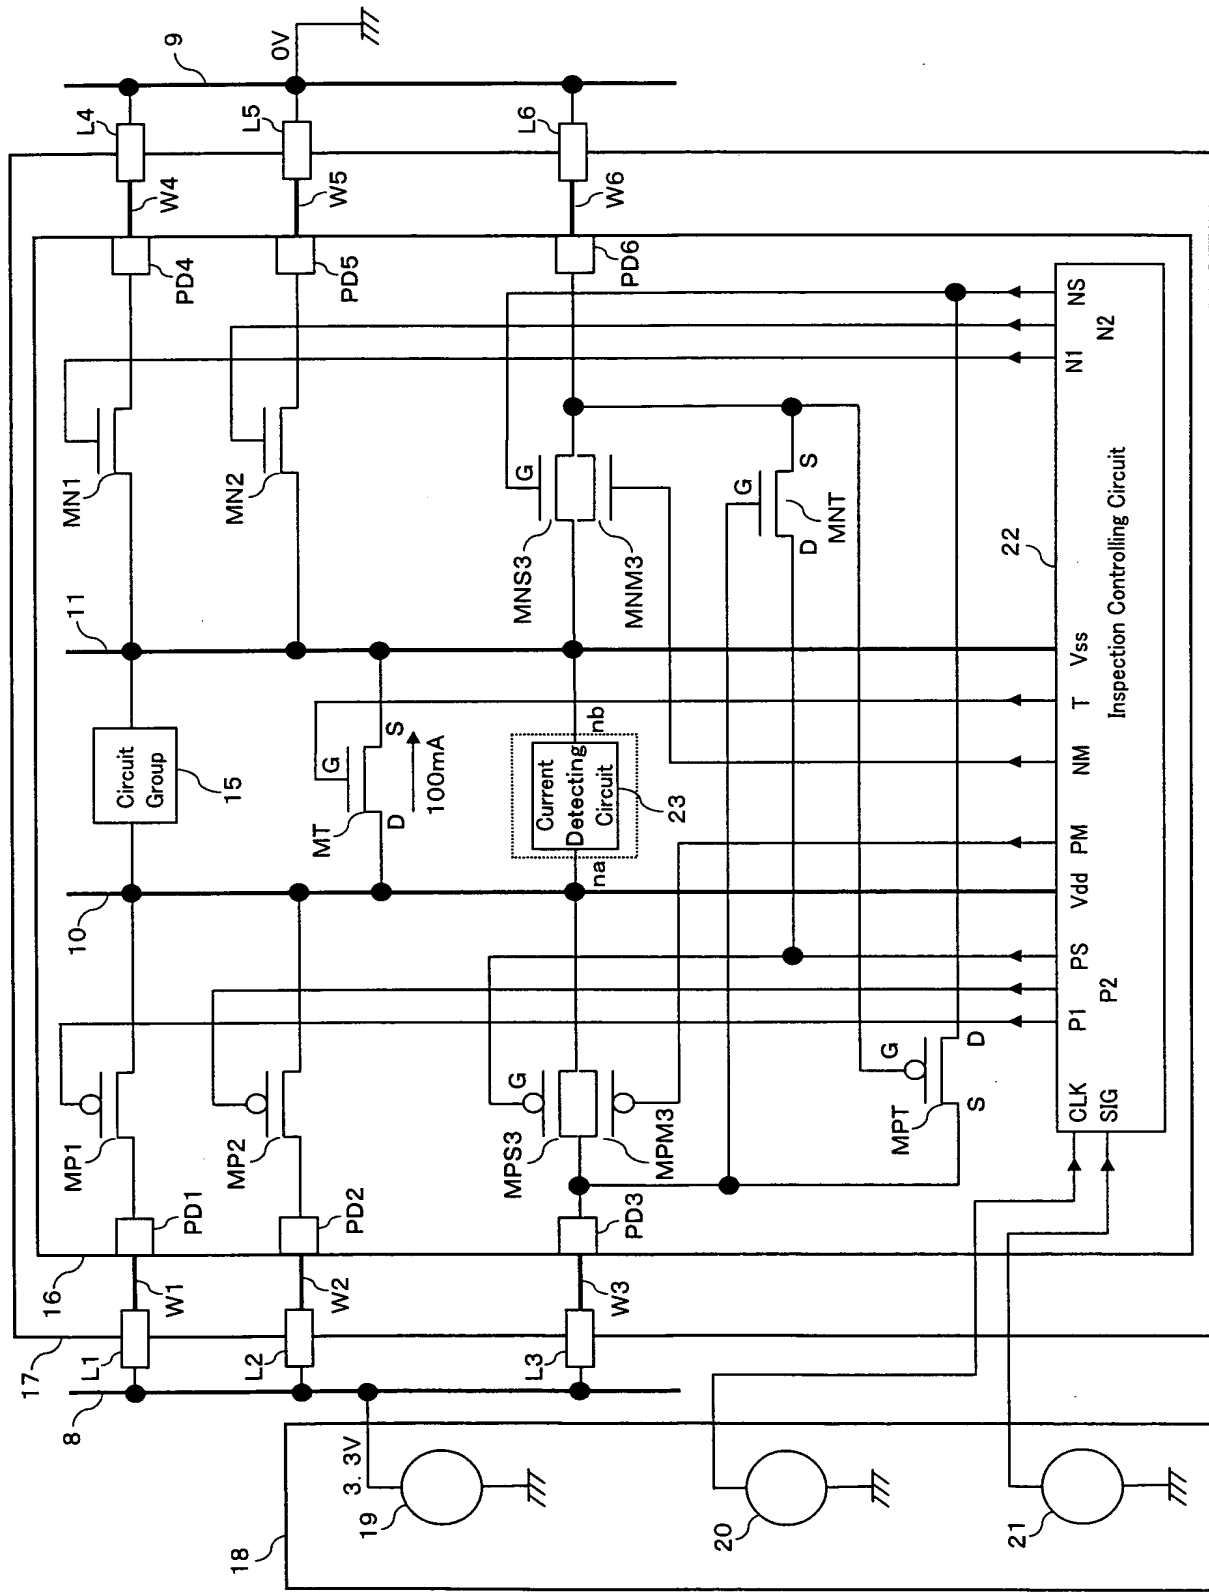 9
0V
L4
L5
L6
W4
W5
W6
PD4
PD5
PD6
MN1
MN2
G
S
D
MNT
MNS3
MNM3
G
11
Circuit
Group
15
G
S
D
MT
100mA
nb
Current
Detecting
Circuit
23
na
10
MP1
MP2
G
MPS3
MPM3
G
D
S
MPT
PD1
PD2
PD3
16
W1
W2
W3
17
L1
L2
L3
8
3.3V
19
20
21
18
22
Inspection Controlling Circuit
NS
N2
N1
Vss
T
NM
PM
Vdd
PS
P2
P1
CLK
SIG